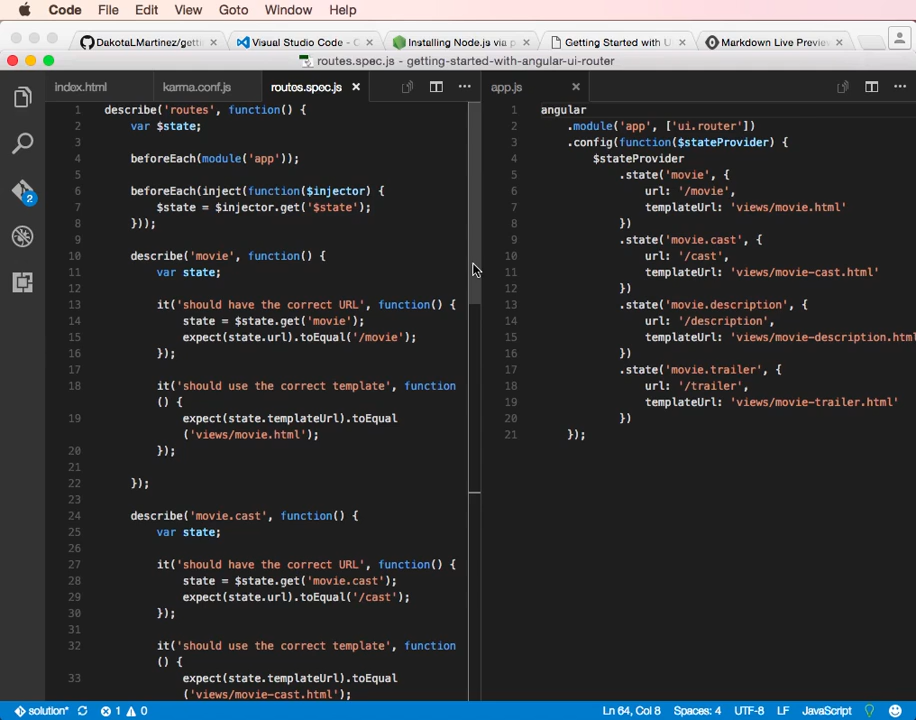 Code File Edit View Goto Window Help
DakotaLMartinez/getti
Visual Studio Code - C
Installing Node.js via p
Getting Started with U
Markdown Live Preview
routes.spec.js - getting-started-with-angular-ui-router
index.html karma.conf.js routes.spec.js
1 describe('routes', function() {
2 var $state;
3
4 beforeEach(module('app'));
5
6 beforeEach(inject(function($injector) {
7 $state = $injector.get('$state');
8 }));
9
10 describe('movie', function() {
11 var state;
12
13 it('should have the correct URL', function() {
14 state = $state.get('movie');
15 expect(state.url).toEqual('/movie');
16 });
17
18 it('should use the correct template', function
() {
19 expect(state.templateUrl).toEqual
('views/movie.html');
20 });
21
22 });
23
24 describe('movie.cast', function() {
25 var state;
26
27 it('should have the correct URL', function() {
28 state = $state.get('movie.cast');
29 expect(state.url).toEqual('/cast');
30 });
31
32 it('should use the correct template', function
() {
33 expect(state.templateUrl).toEqual
('views/movie-cast.html');
app.js
1 angular
2 .module('app', ['ui.router'])
3 .config(function($stateProvider) {
4 $stateProvider
5 .state('movie', {
6 url: '/movie',
7 templateUrl: 'views/movie.html'
8 })
9 .state('movie.cast', {
10 url: '/cast',
11 templateUrl: 'views/movie-cast.html'
12 })
13 .state('movie.description', {
14 url: '/description',
15 templateUrl: 'views/movie-description.html
16 })
17 .state('movie.trailer', {
18 url: '/trailer',
19 templateUrl: 'views/movie-trailer.html'
20 })
21 });
2
solution* 1 0 Ln 64, Col 8 Spaces: 4 UTF-8 LF JavaScript